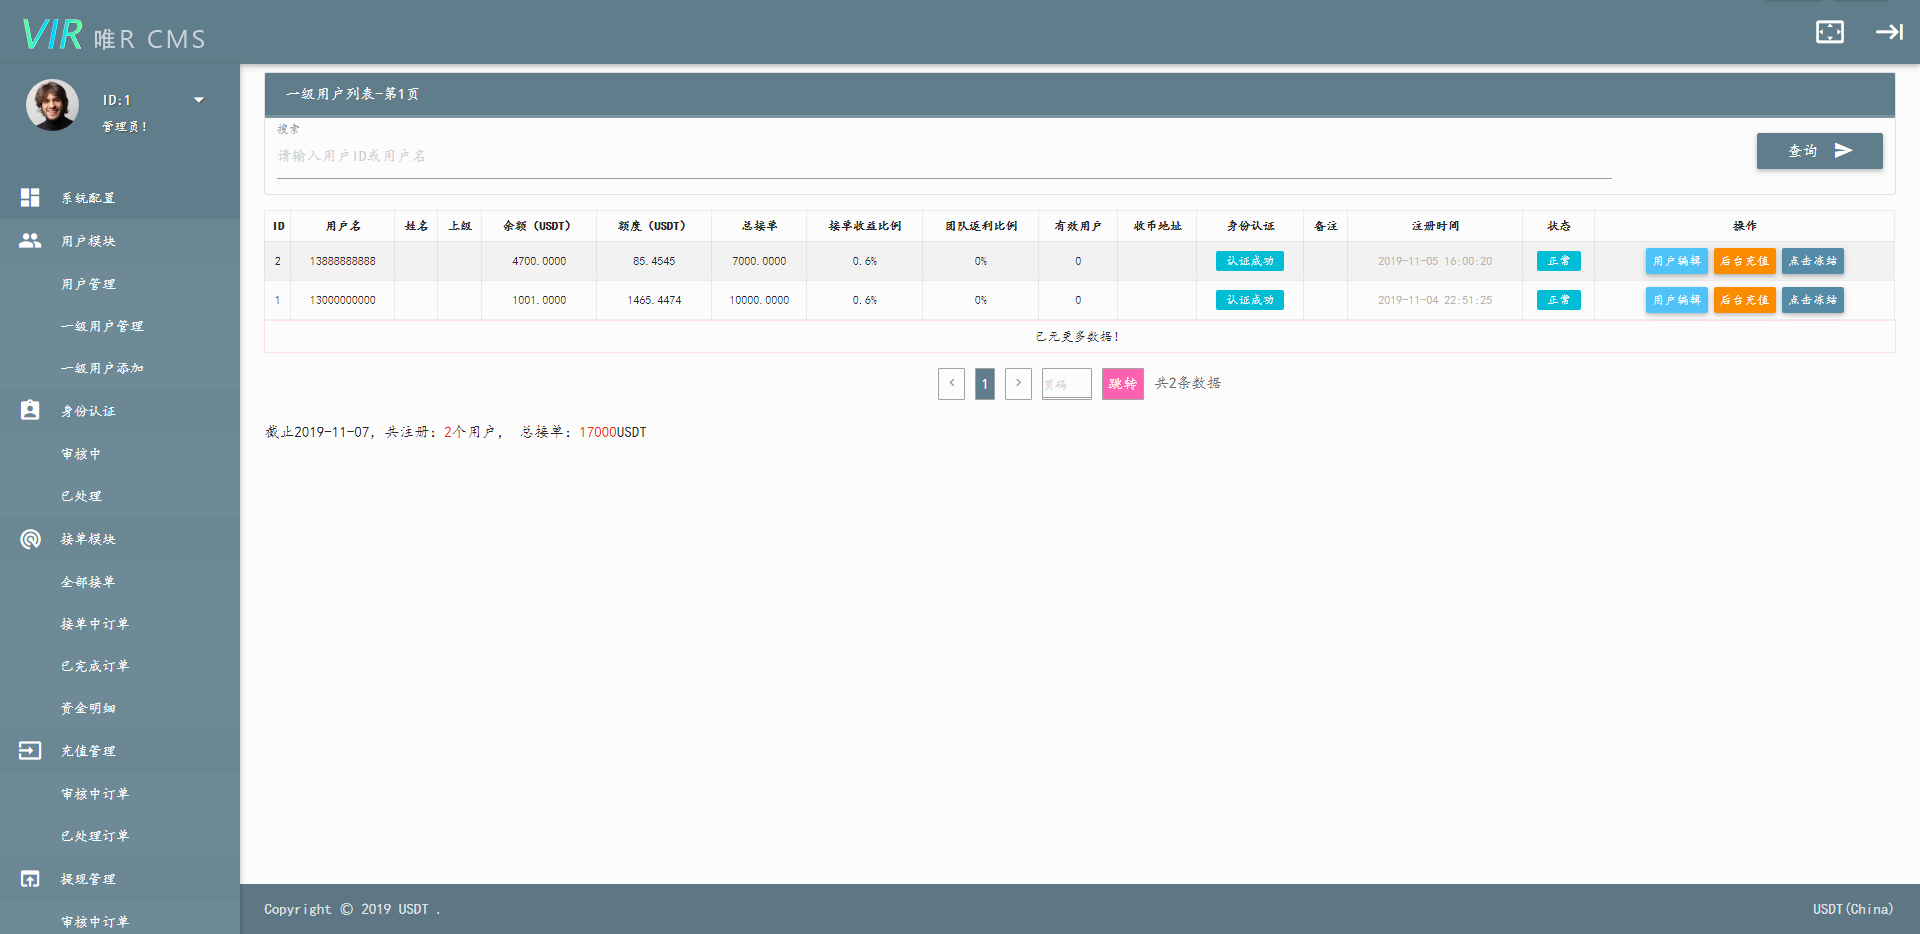 VIR 唯R CMS
ID:1
管理员!
系统配置
用户模块
用户管理
一级用户管理
一级用户添加
身份认证
审核中
已处理
接单模块
全部接单
接单中订单
已完成订单
资金明细
充值管理
审核中订单
已处理订单
提现管理
审核中订单
一级用户列表-第1页
搜索
请输入用户ID或用户名
查询
ID 用户名 姓名 上级 余额（USDT） 额度（USDT） 总接单 接单收益比例 团队返利比例 有效用户 收币地址 身份认证 备注 注册时间 状态 操作
2 13888888888 4700.0000 85.4545 7000.0000 0.6% 0% 0 认证成功 2019-11-05 16:00:20 正常 用户编辑 后台充值 点击冻结
1 13000000000 1001.0000 1465.4474 10000.0000 0.6% 0% 0 认证成功 2019-11-04 22:51:25 正常 用户编辑 后台充值 点击冻结
已无更多数据!
1 页码 跳转 共2条数据
截止2019-11-07, 共注册: 2个用户, 总接单: 17000USDT
Copyright © 2019 USDT .
USDT(China)